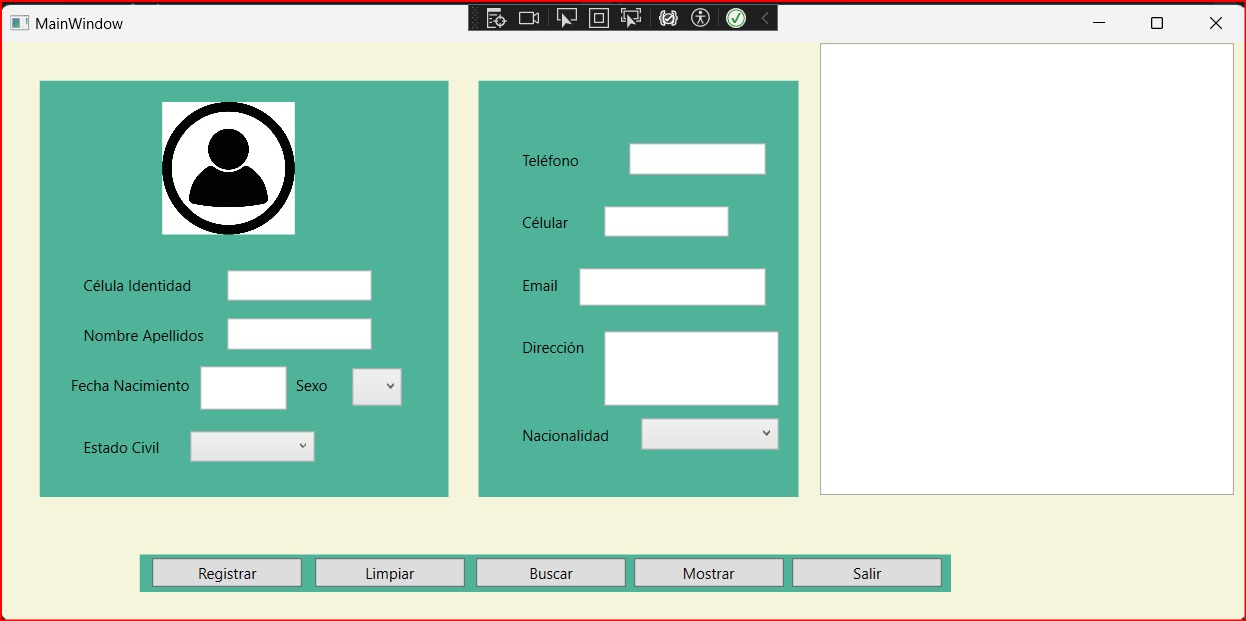 MainWindow
Célula Identidad
Nombre Apellidos
Fecha Nacimiento Sexo
Estado Civil
Teléfono
Célular
Email
Dirección
Nacionalidad
Registrar Limpiar Buscar Mostrar Salir